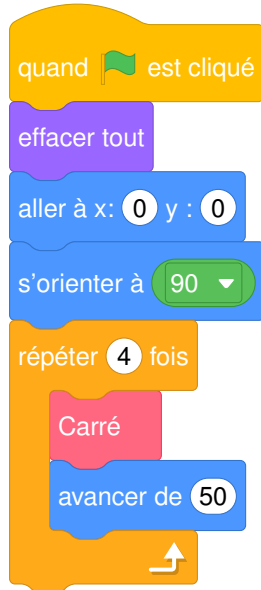 quand est cliqué
effacer tout
aller à x: 0 y : 0
s’orienter à 90
répéter 4 fois
Carré
avancer de 50